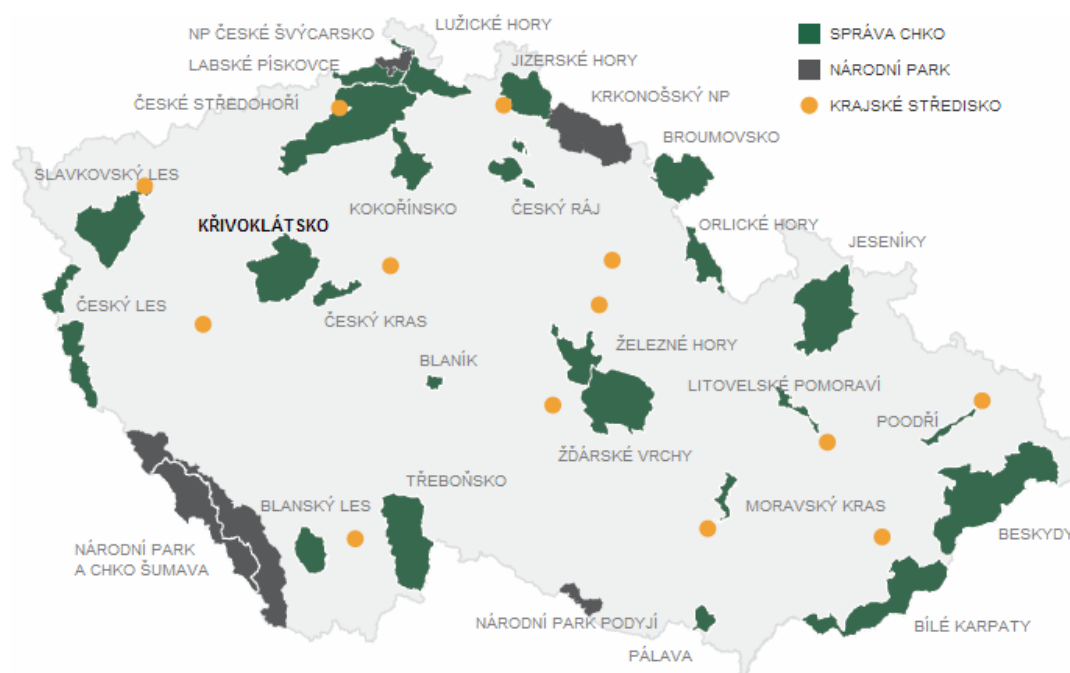 LUŽICKÉ HORY
NP ČESKÉ ŠVÝCARSKO
SPRÁVA CHKO
JIZERSKÉ HORY
LABSKÉ PÍSKOVCE
NÁRODNÍ PARK
KRKONOŠSKÝ NP
ČESKÉ STŘEDOHOŘÍ
KRAJSKÉ STŘEDISKO
BROUMOVSKO
SLAVKOVSKÝ LES
KOKOŘÍNSKO
ČESKÝ RÁJ
KŘIVOKLÁTSKO
ORLICKÉ HORY
JESENÍKY
ČESKÝ LES
ČESKÝ KRAS
ŽELEZNÉ HORY
BLANÍK
LITOVELSKÉ POMORAVÍ
POODŘÍ
ŽĎÁRSKÉ VRCHY
TŘEBOŇSKO
BLANSKÝ LES
MORAVSKÝ KRAS
BESKYDY
NÁRODNÍ PARK
A CHKO ŠUMAVA
NÁRODNÍ PARK PODYJÍ
BÍLÉ KARPATY
PÁLAVA